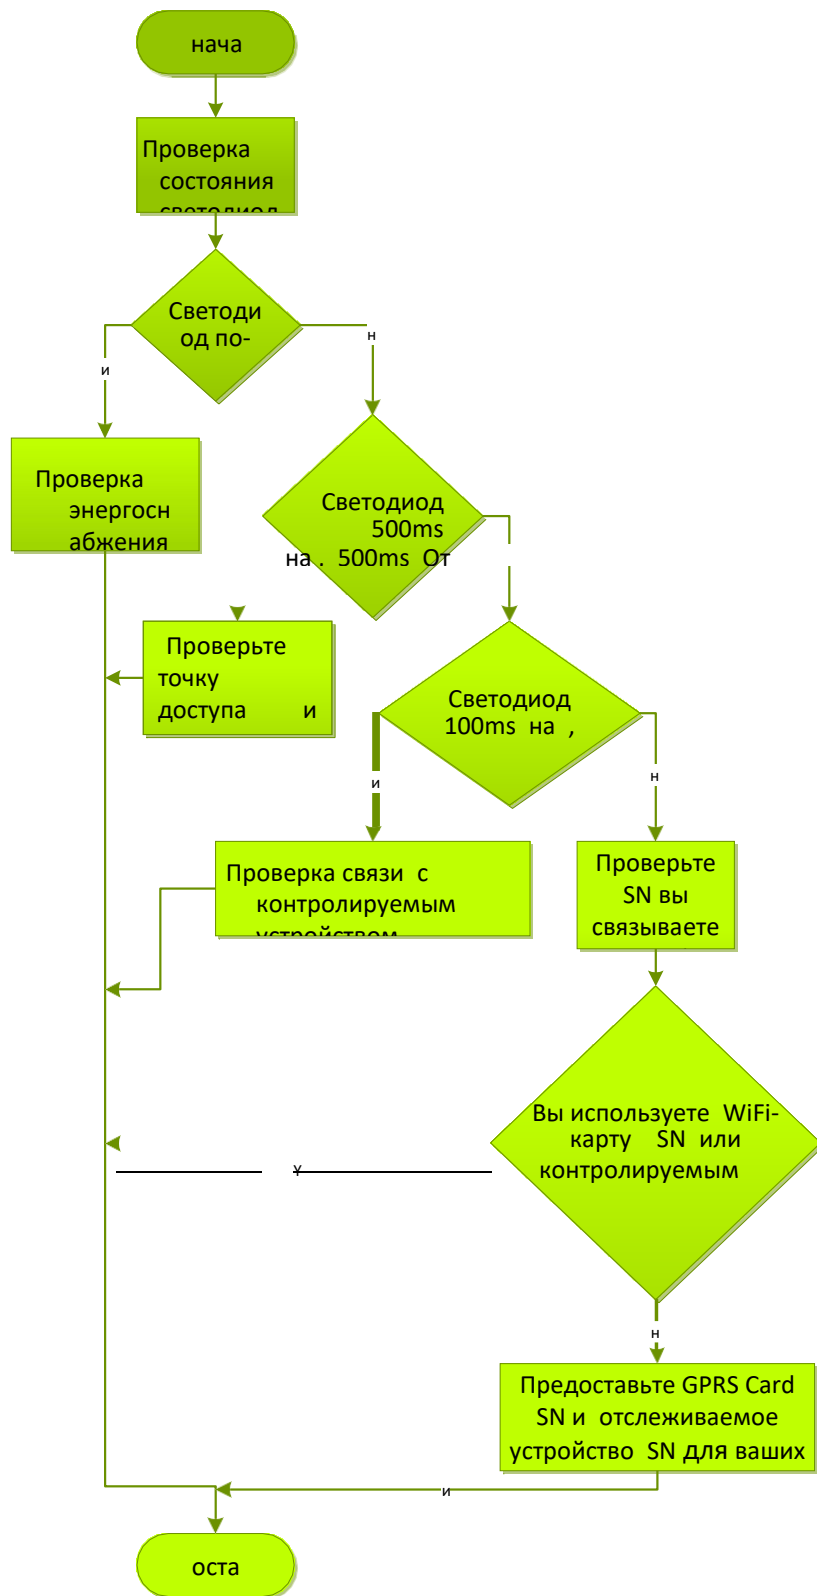 нача
Проверка
состояния
светодиод
Светоди
од по-
н
и
Проверка
энергосн
абжения
Светодиод
500ms
на . 500ms От
Проверьте
точку
доступа и
Светодиод
100ms на ,
и
н
Проверка связи с
контролируемым
устройством
Проверьте
SN вы
связываете
Вы используете WiFi-
карту SN или
контролируемым
У
н
Предоставьте GPRS Card
SN и отслеживаемое
устройство SN для ваших
и
оста